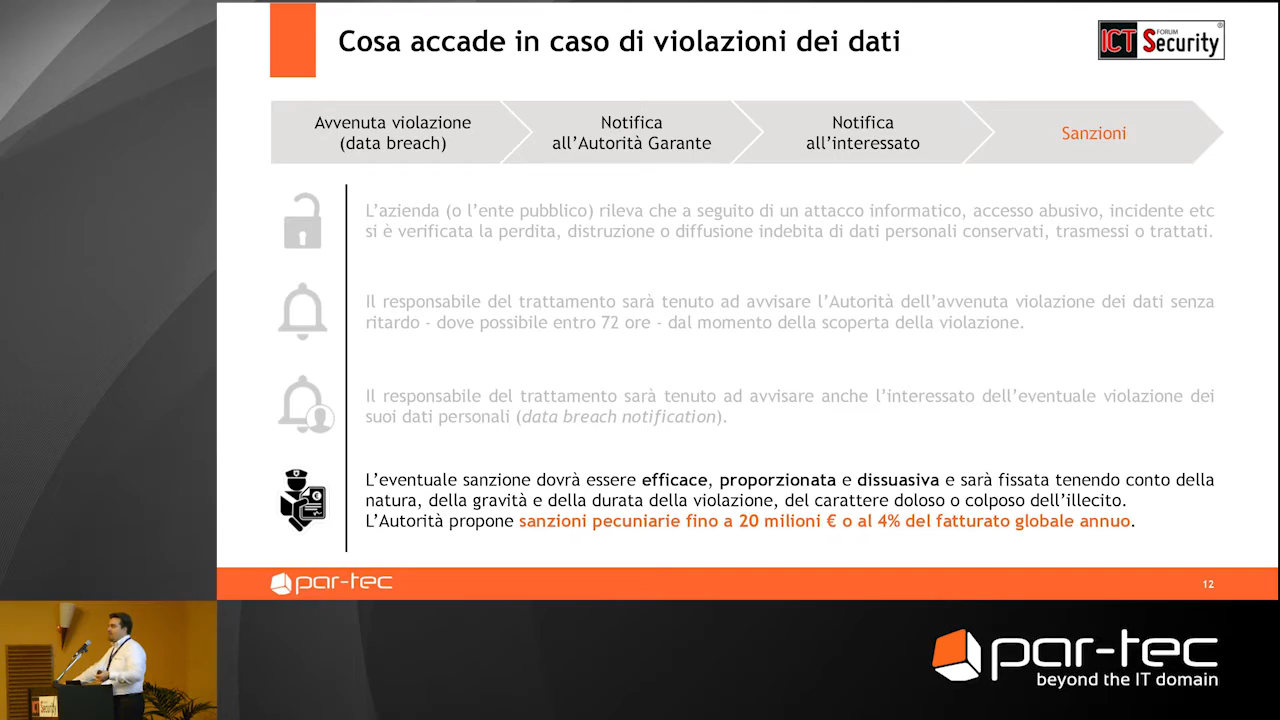 Cosa accade in caso di violazioni dei dati
ICT FORUM Security
Avvenuta violazione
(data breach)
Notifica
all'Autorità Garante
Notifica
all'interessato
Sanzioni
L'azienda (o l'ente pubblico) rileva che a seguito di un attacco informatico, accesso abusivo, incidente etc
si è verificata la perdita, distruzione o diffusione indebita di dati personali conservati, trasmessi o trattati.
Il responsabile del trattamento sarà tenuto ad avvisare l'Autorità dell'avvenuta violazione dei dati senza
ritardo - dove possibile entro 72 ore - dal momento della scoperta della violazione.
Il responsabile del trattamento sarà tenuto ad avvisare anche l'interessato dell'eventuale violazione dei
suoi dati personali (data breach notification).
L'eventuale sanzione dovrà essere efficace, proporzionata e dissuasiva e sarà fissata tenendo conto della
natura, della gravità e della durata della violazione, del carattere doloso o colposo dell'illecito.
L'Autorità propone sanzioni pecuniarie fino a 20 milioni € o al 4% del fatturato globale annuo.
par-tec
12
par-tec
beyond the IT domain
ICT
Security